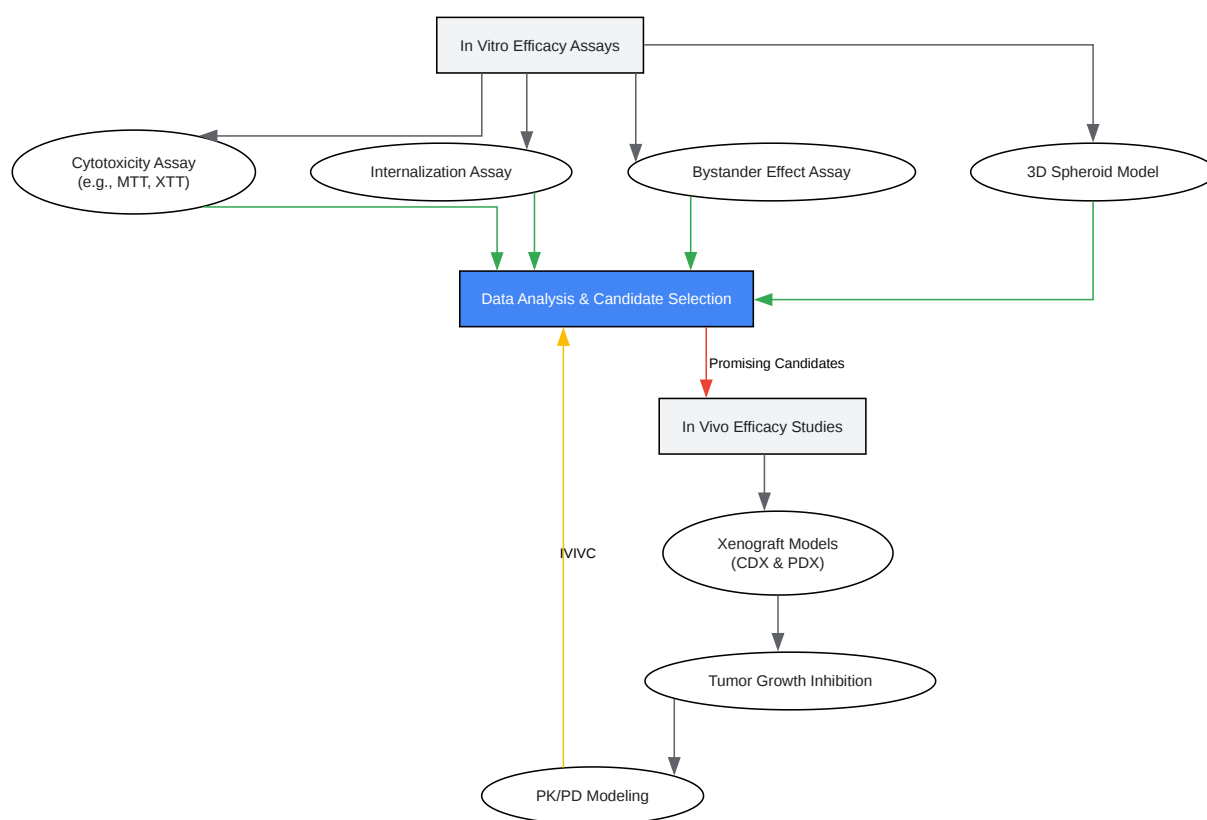 In Vitro Efficacy Assays
Cytotoxicity Assay
(e.g., MTT, XTT)
Internalization Assay
Bystander Effect Assay
3D Spheroid Model
Data Analysis & Candidate Selection
Promising Candidates
In Vivo Efficacy Studies
Xenograft Models
(CDX & PDX)
IVIVC
Tumor Growth Inhibition
PK/PD Modeling